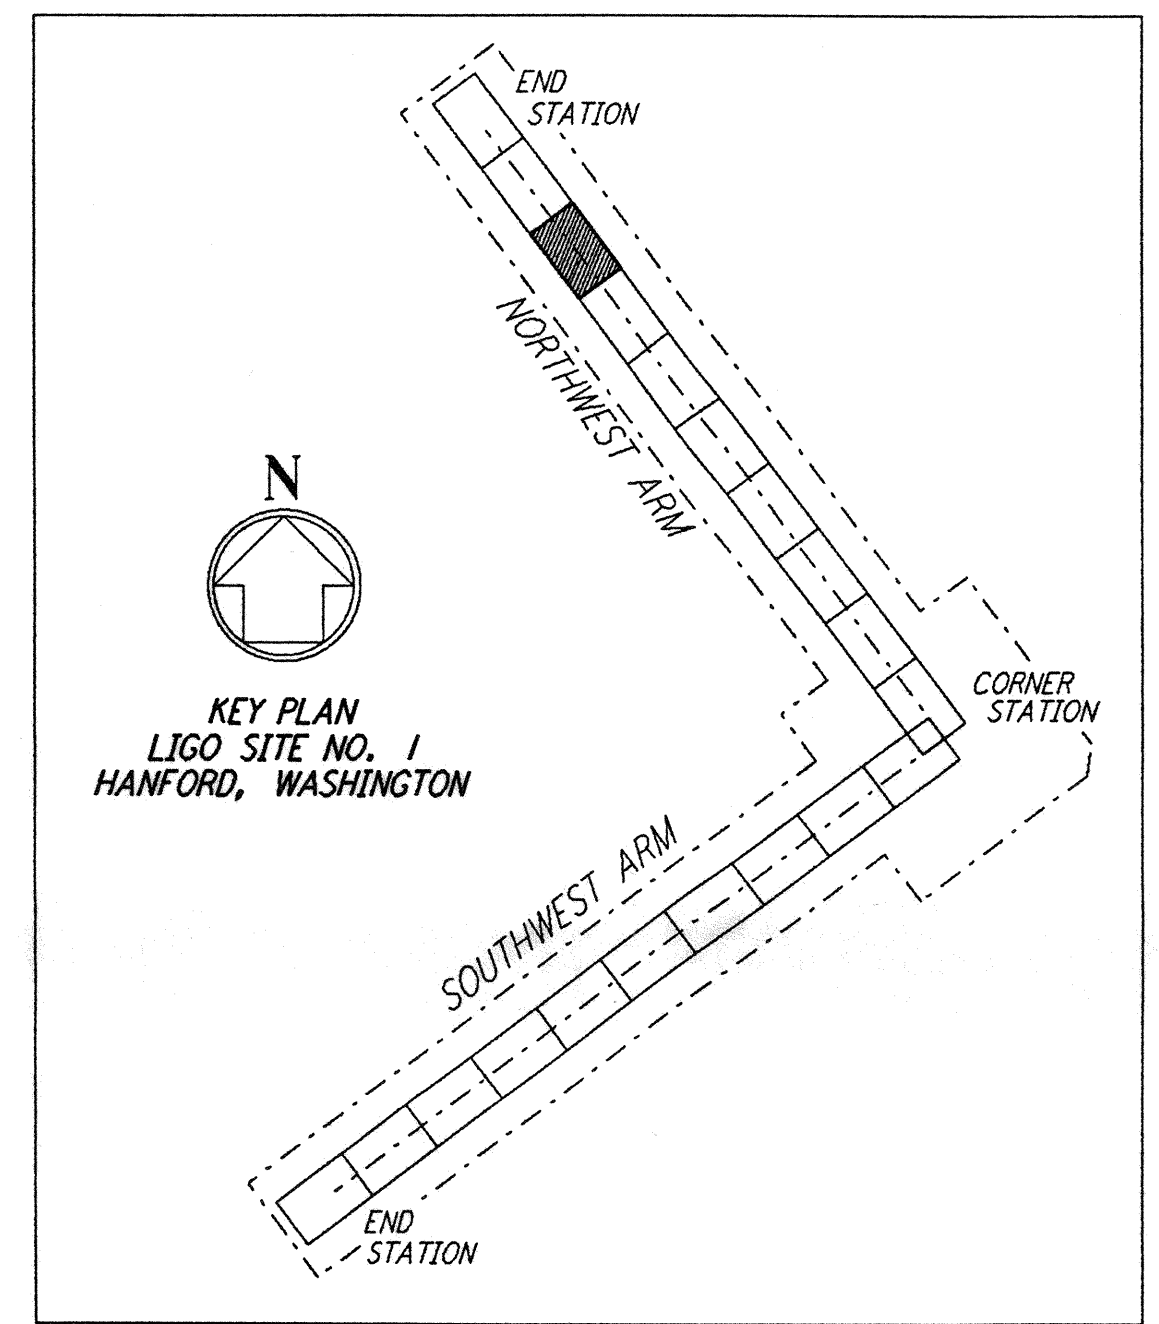 END
STATION
NORTHWEST ARM
N
KEY PLAN
LIGO SITE NO. 1
HANFORD, WASHINGTON
CORNER
STATION
SOUTHWEST ARM
END
STATION